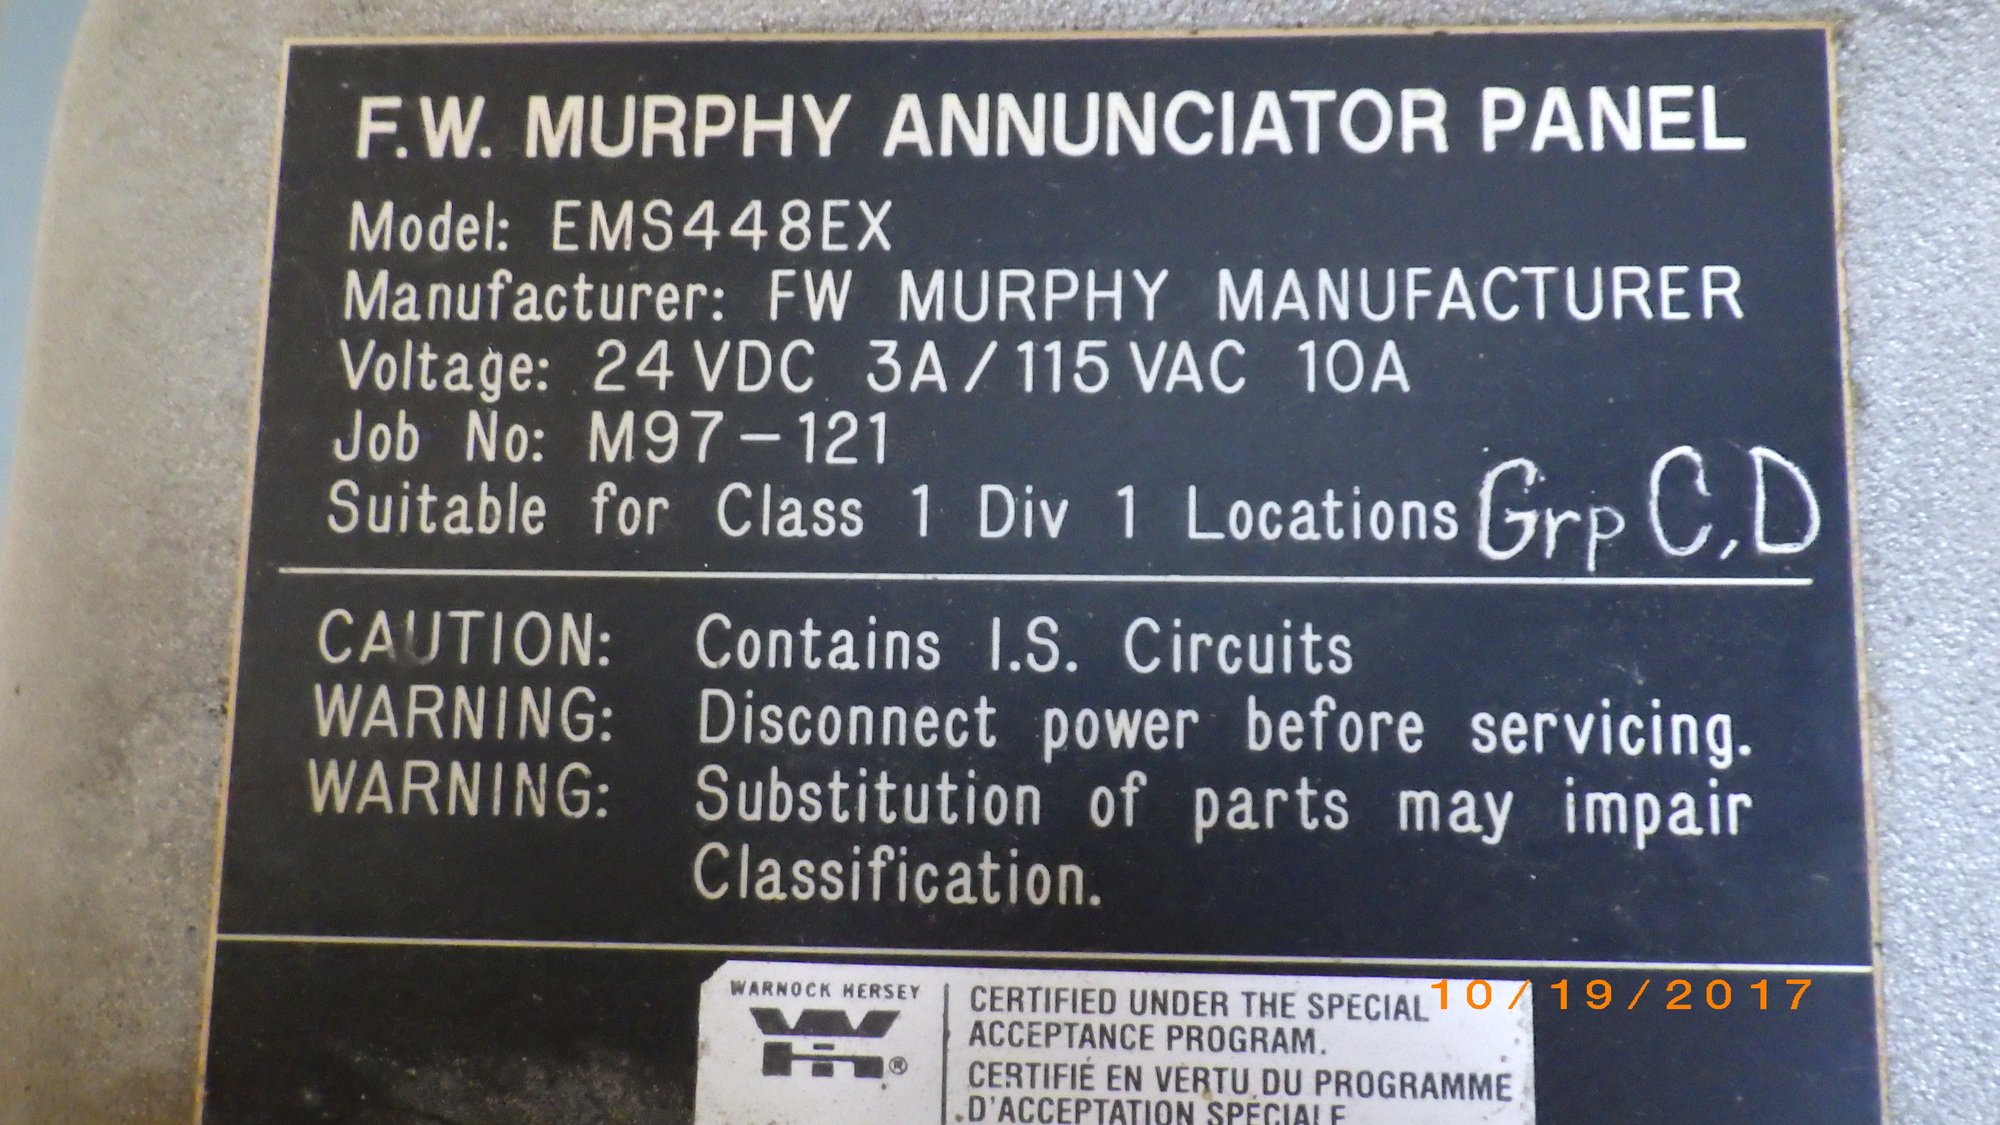 F.W. MURPHY ANNUNCIATOR PANEL
Model: EMS448EX
Manufacturer: FW MURPHY MANUFACTURER
Voltage: 24 VDC 3A / 115 VAC 10A
Job No: M97-121
Suitable for Class 1 Div 1 Locations Grp C,D
CAUTION: Contains I.S. Circuits
WARNING: Disconnect power before servicing.
WARNING: Substitution of parts may impair
Classification.
WARNOCK HERSEY
WH®
CERTIFIED UNDER THE SPECIAL
ACCEPTANCE PROGRAM.
CERTIFIÉ EN VERTU DU PROGRAMME
D'ACCEPTATION SPÉCIALE
10/19/2017